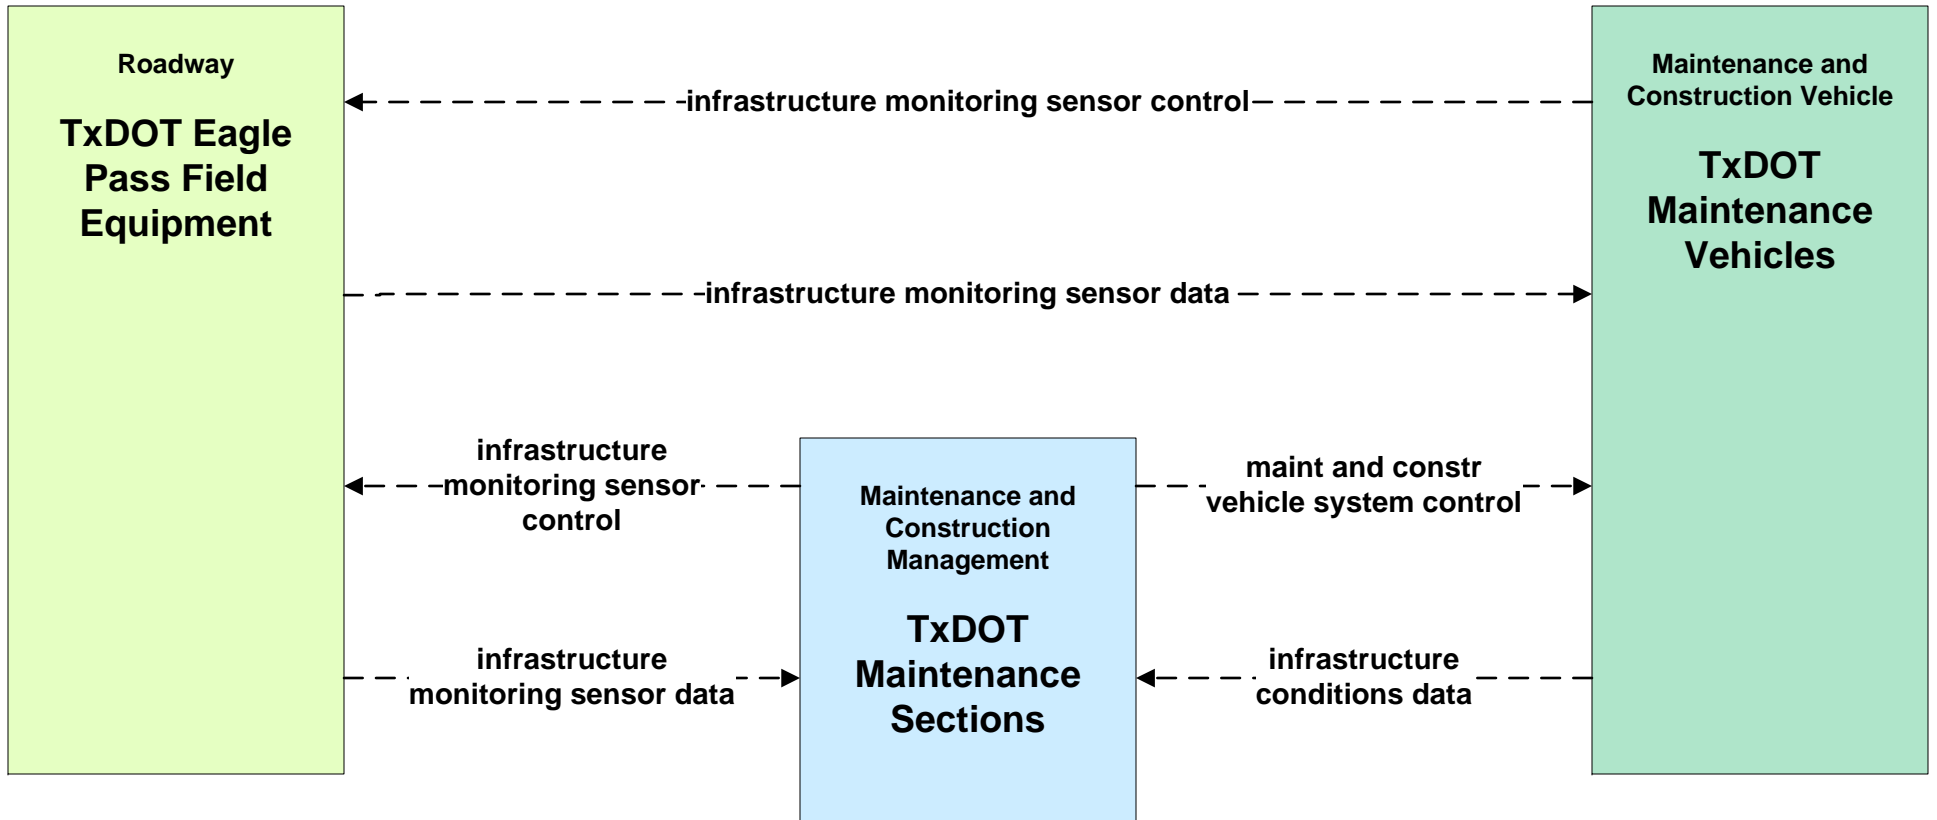 Roadway
TxDOT Eagle
Pass Field
Equipment
infrastructure monitoring sensor control
infrastructure monitoring sensor data
Maintenance and
Construction Vehicle
TxDOT
Maintenance
Vehicles
infrastructure
monitoring sensor
control
infrastructure
monitoring sensor data
Maintenance and
Construction
Management
TxDOT
Maintenance
Sections
maint and constr
vehicle system control
infrastructure
conditions data